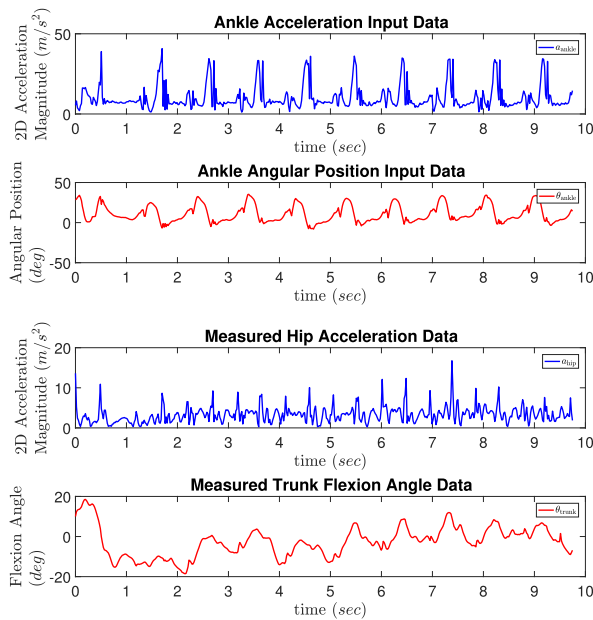 Ankle Acceleration Input Data
2D Acceleration
Magnitude (m/s²)
50
0
a_ankle
0 1 2 3 4 5 6 7 8 9 10
time (sec)
Ankle Angular Position Input Data
Angular Position
(deg)
50
0
-50
θ_ankle
0 1 2 3 4 5 6 7 8 9 10
time (sec)
Measured Hip Acceleration Data
2D Acceleration
Magnitude (m/s²)
20
10
0
a_hip
0 1 2 3 4 5 6 7 8 9 10
time (sec)
Measured Trunk Flexion Angle Data
Flexion Angle
(deg)
20
0
-20
θ_trunk
0 1 2 3 4 5 6 7 8 9 10
time (sec)